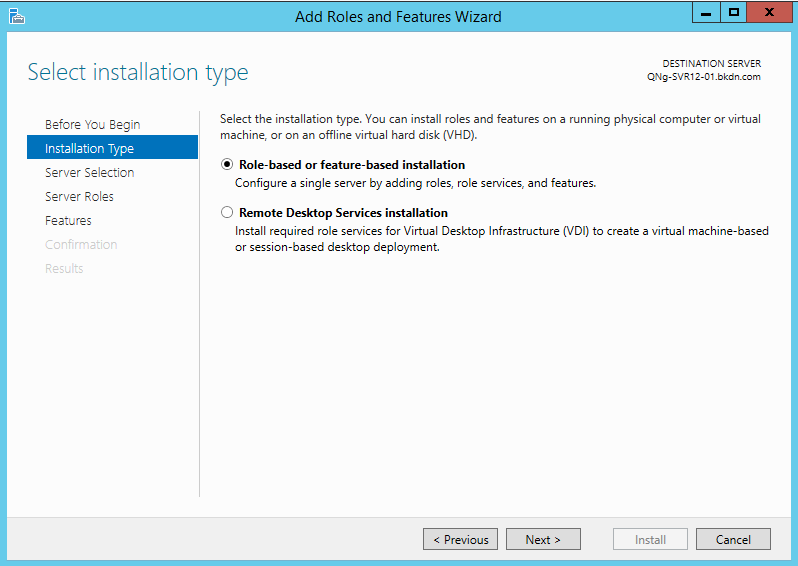 Add Roles and Features Wizard
Select installation type
DESTINATION SERVER
QNg-SVR12-01.bkdn.com
Before You Begin
Installation Type
Server Selection
Server Roles
Features
Confirmation
Results
Select the installation type. You can install roles and features on a running physical computer or virtual
machine, or on an offline virtual hard disk (VHD).
Role-based or feature-based installation
Configure a single server by adding roles, role services, and features.
Remote Desktop Services installation
Install required role services for Virtual Desktop Infrastructure (VDI) to create a virtual machine-based
or session-based desktop deployment.
< Previous
Next >
Install
Cancel